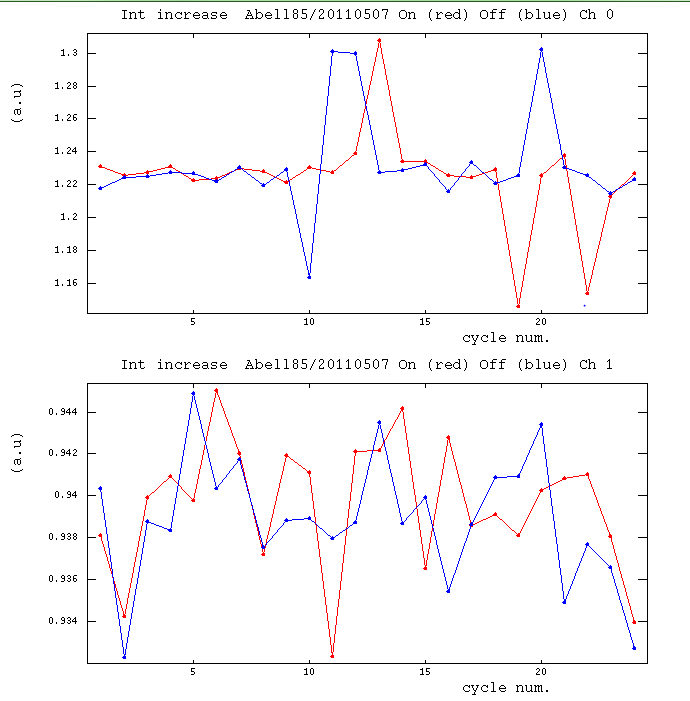 Int increase  Abell85/20110507 On (red) Off (blue) Ch 0
(a.u)
1.3
1.28
1.26
1.24
1.22
1.2
1.18
1.16
5 10 15 20
cycle num.
Int increase  Abell85/20110507 On (red) Off (blue) Ch 1
(a.u)
0.944
0.942
0.94
0.938
0.936
0.934
5 10 15 20
cycle num.